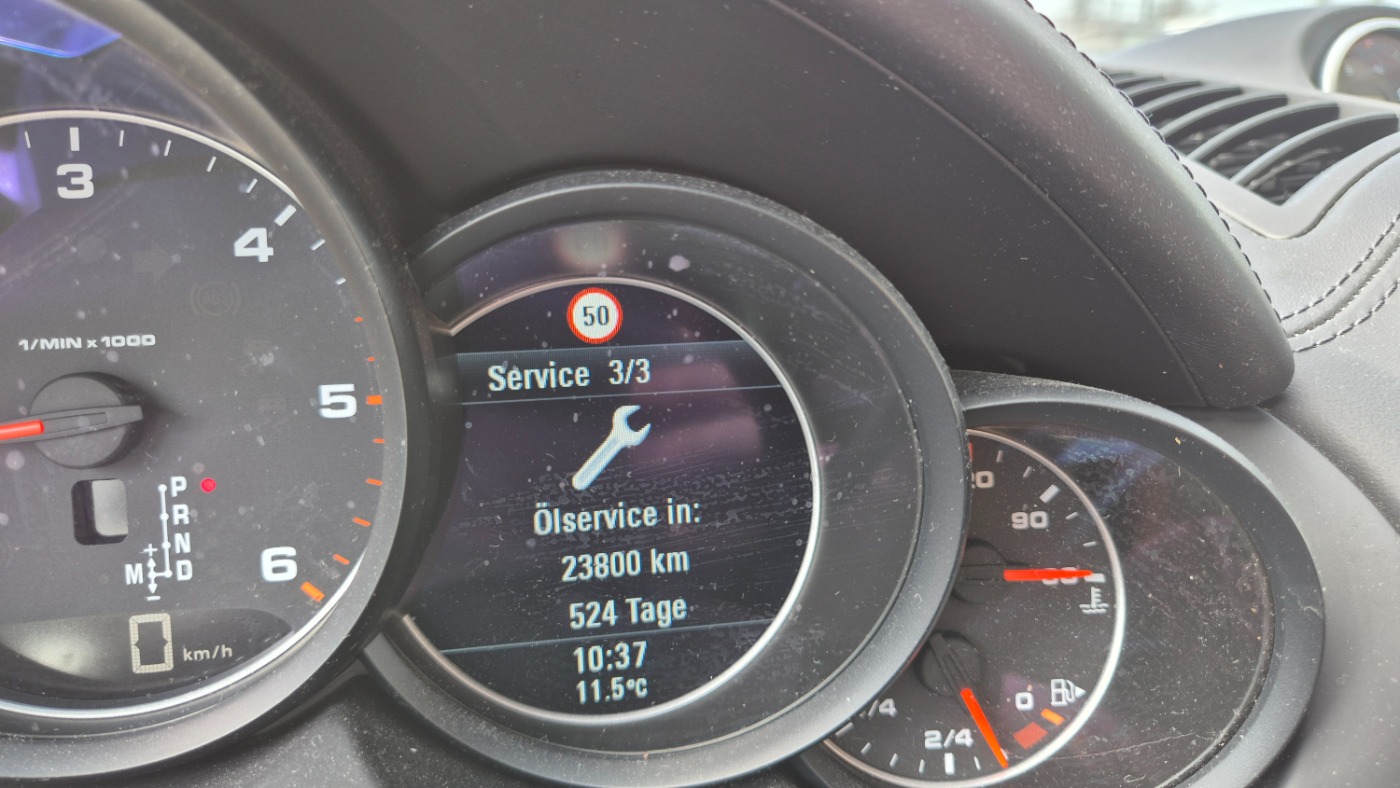 3
4
1/MIN x 1000
5
P
R
N
M D
+
−
6
0 km/h
50
Service 3/3
Ölservice in:
23800 km
524 Tage
10:37
11.5°C
90
0
2/4